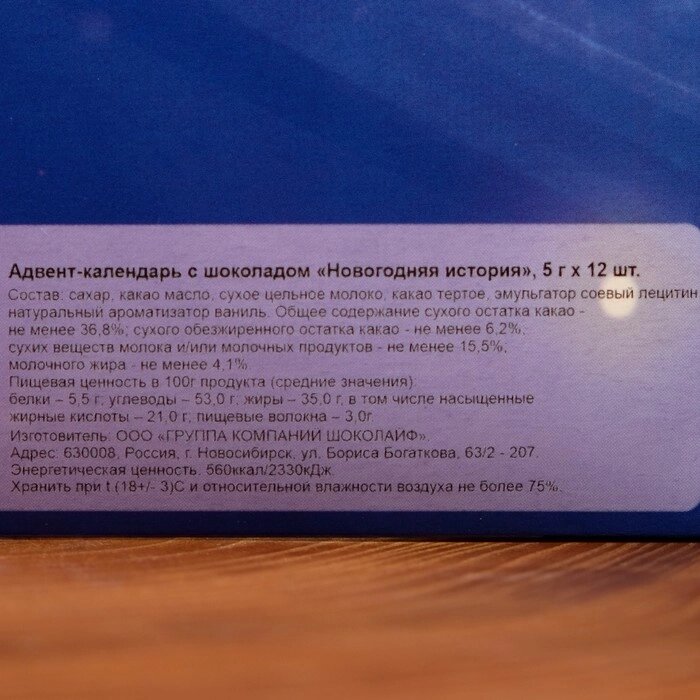 Адвент-календарь с шоколадом «Новогодняя история», 5 г х 12 шт.
Состав: сахар, какао масло, сухое цельное молоко, какао тертое, эмульгатор соевый лецитин
натуральный ароматизатор ваниль. Общее содержание сухого остатка какао -
не менее 36,8%; сухого обезжиренного остатка какао - не менее 6,2%;
сухих веществ молока и/или молочных продуктов - не менее 15,5%;
молочного жира - не менее 4,1%.
Пищевая ценность в 100г продукта (средние значения):
белки – 5,5 г; углеводы – 53,0 г; жиры – 35,0 г, в том числе насыщенные
жирные кислоты – 21,0 г; пищевые волокна – 3,0г.
Изготовитель: ООО «ГРУППА КОМПАНИЙ ШОКОЛАЙФ».
Адрес: 630008, Россия, г. Новосибирск, ул. Бориса Богаткова, 63/2 - 207.
Энергетическая ценность: 560ккал/2330кДж.
Хранить при t (18+/- 3)С и относительной влажности воздуха не более 75%.